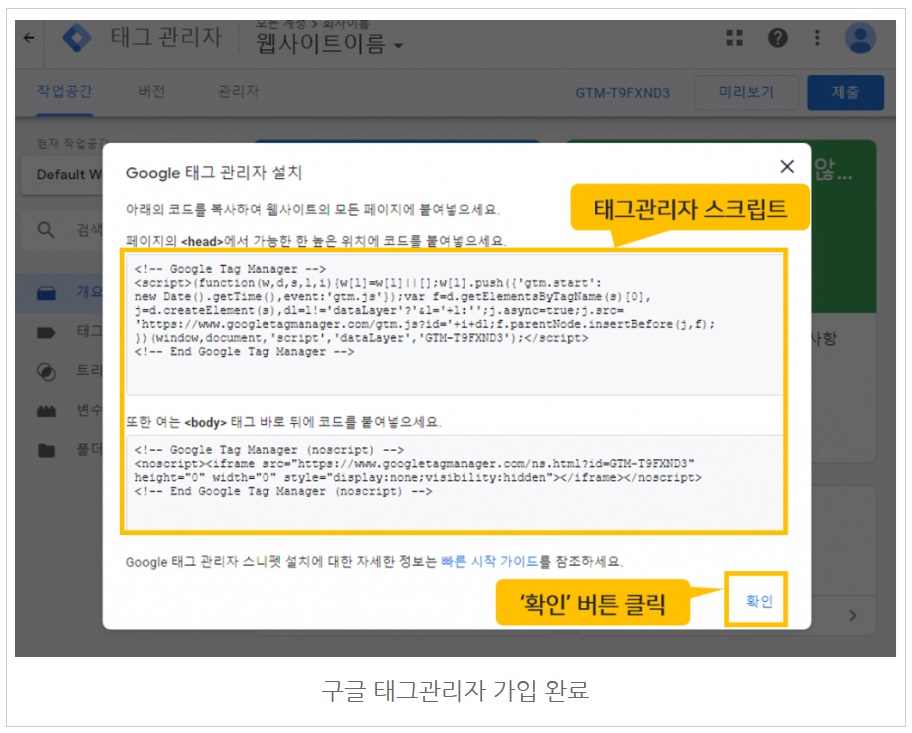 모든 계정 > 회사이름
태그 관리자
웹사이트이름
작업공간
버전
관리자
GTM-T9FXND3
미리보기
제출
현재 작업공간
Default W
않...
검색
개요
태그
트리
변수
폴더
사항
Google 태그 관리자 설치
아래의 코드를 복사하여 웹사이트의 모든 페이지에 붙여넣으세요.
태그관리자 스크립트
페이지의 <head>에서 가능한 한 높은 위치에 코드를 붙여넣으세요.
<!-- Google Tag Manager -->
<script>(function(w,d,s,l,i){w[l]=w[l]||[];w[l].push({'gtm.start':
new Date().getTime(),event:'gtm.js'});var f=d.getElementsByTagName(s)[0],
j=d.createElement(s),dl=l!='dataLayer'?'&l='+l:'';j.async=true;j.src=
'https://www.googletagmanager.com/gtm.js?id='+i+dl;f.parentNode.insertBefore(j,f);
})(window,document,'script','dataLayer','GTM-T9FXND3');</script>
<!-- End Google Tag Manager -->
또한 여는 <body> 태그 바로 뒤에 코드를 붙여넣으세요.
<!-- Google Tag Manager (noscript) -->
<noscript><iframe src="https://www.googletagmanager.com/ns.html?id=GTM-T9FXND3"
height="0" width="0" style="display:none;visibility:hidden"></iframe></noscript>
<!-- End Google Tag Manager (noscript) -->
Google 태그 관리자 스니펫 설치에 대한 자세한 정보는 빠른 시작 가이드를 참조하세요.
‘확인’ 버튼 클릭
확인
구글 태그관리자 가입 완료